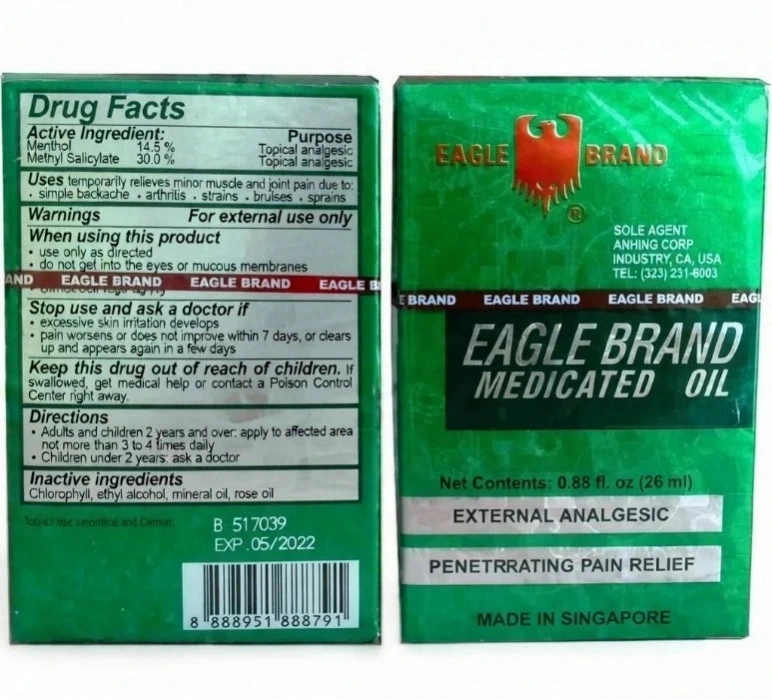 Drug Facts
Active Ingredient: Purpose
Menthol 14.5 % Topical analgesic
Methyl Salicylate 30.0 % Topical analgesic
Uses temporarily relieves minor muscle and joint pain due to:
• simple backache • arthritis • strains • bruises • sprains
Warnings For external use only
When using this product
• use only as directed
• do not get into the eyes or mucous membranes
AND EAGLE BRAND EAGLE BRAND EAGLE B
Stop use and ask a doctor if
• excessive skin irritation develops
• pain worsens or does not improve within 7 days, or clears
up and appears again in a few days
Keep this drug out of reach of children. If
swallowed, get medical help or contact a Poison Control
Center right away.
Directions
• Adults and children 2 years and over: apply to affected area
not more than 3 to 4 times daily
• Children under 2 years: ask a doctor
Inactive ingredients
Chlorophyll, ethyl alcohol, mineral oil, rose oil
B 517039
EXP.05/2022
8 888951 888791
EAGLE BRAND
®
SOLE AGENT
ANHING CORP
INDUSTRY, CA, USA
TEL: (323) 231-6003
E BRAND EAGLE BRAND EAGLE BRAND EAGL
EAGLE BRAND
MEDICATED OIL
Net Contents: 0.88 fl. oz (26 ml)
EXTERNAL ANALGESIC
PENETRRATING PAIN RELIEF
MADE IN SINGAPORE